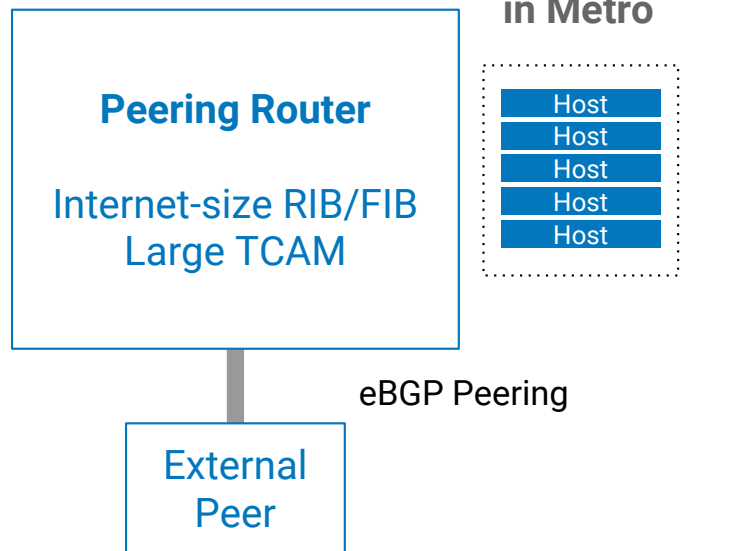 in Metro
Peering Router
Internet-size RIB/FIB
Large TCAM
Host
Host
Host
Host
Host
eBGP Peering
External
Peer